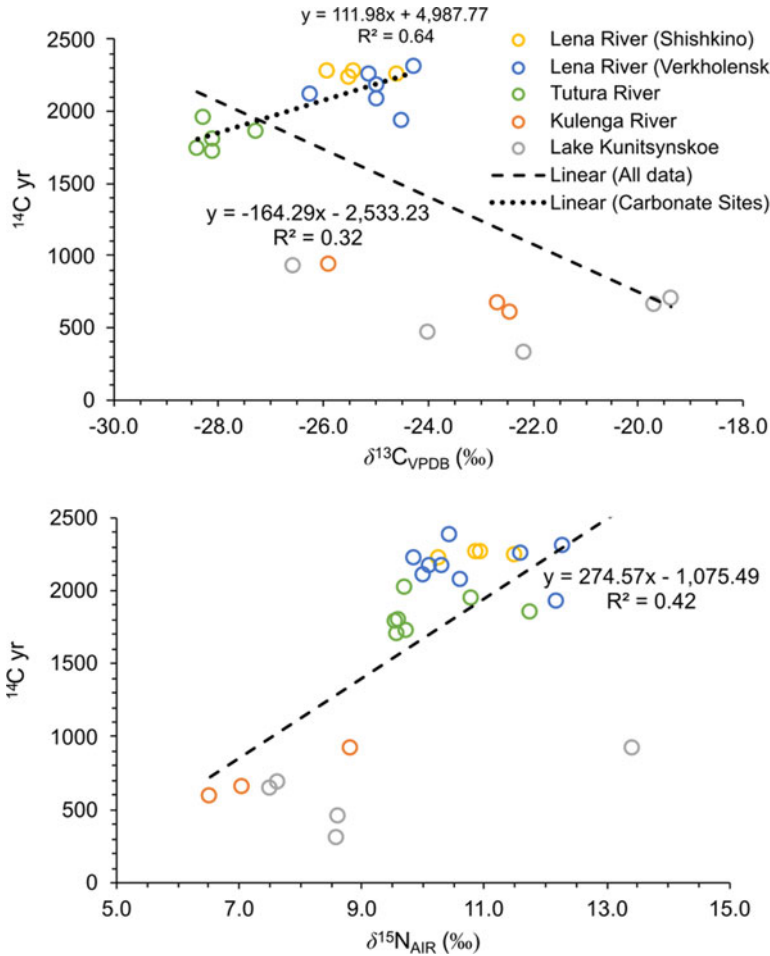 y = 111.98x + 4,987.77
R² = 0.64
2500
2000
1500
1000
500
0
¹⁴C yr
Lena River (Shishkino)
Lena River (Verkholensk
Tutura River
Kulenga River
Lake Kunitsynskoe
Linear (All data)
Linear (Carbonate Sites)
y = -164.29x - 2,533.23
R² = 0.32
-30.0 -28.0 -26.0 -24.0 -22.0 -20.0 -18.0
δ¹³C_VPDB (‰)
2500
2000
1500
1000
500
0
¹⁴C yr
y = 274.57x - 1,075.49
R² = 0.42
5.0 7.0 9.0 11.0 13.0 15.0
δ¹⁵N_AIR (‰)